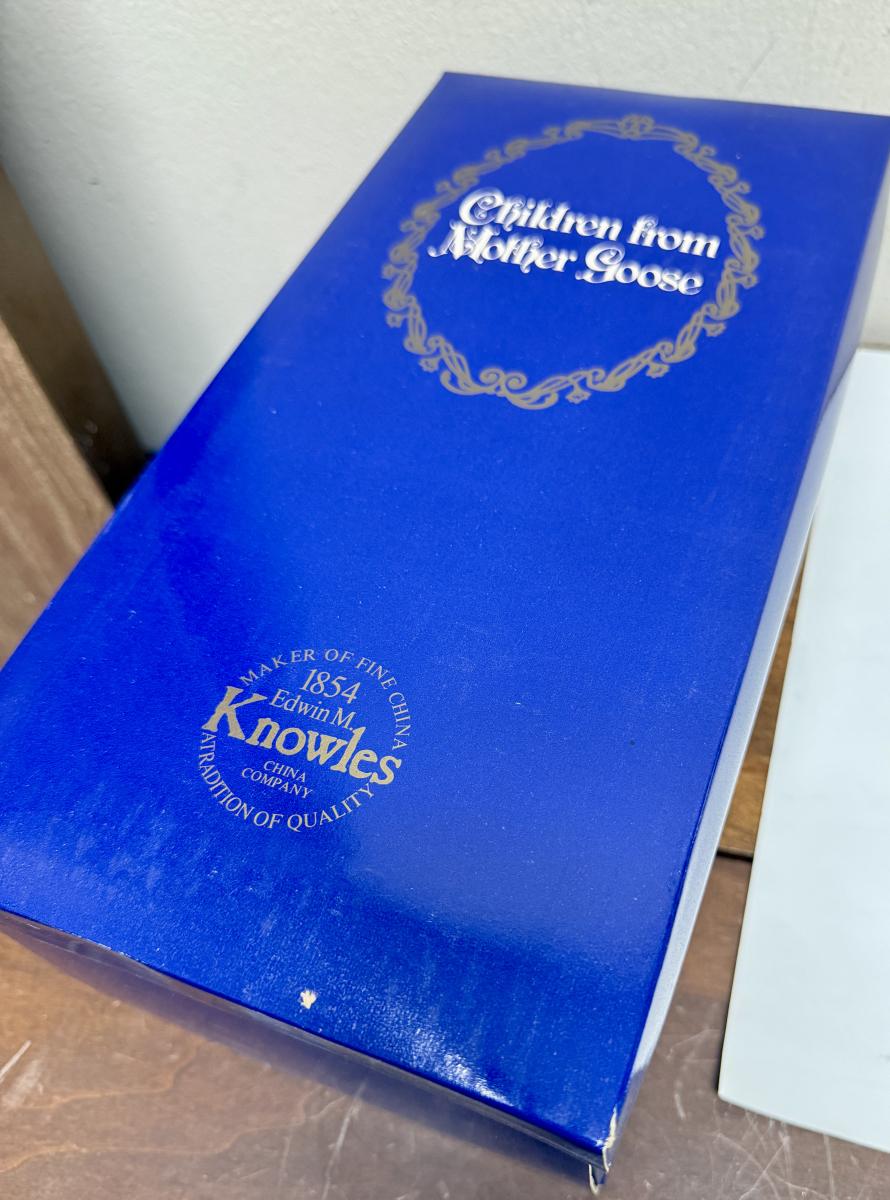 Children from
Mother Goose
MAKER OF FINE CHINA
1854
Edwin M.
Knowles
CHINA
COMPANY
A TRADITION OF QUALITY